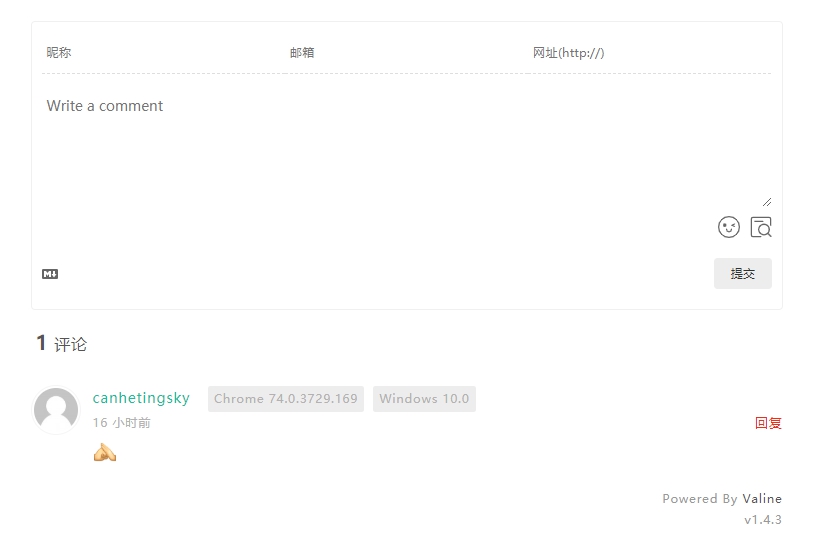 昵称 邮箱 网址(http://)
Write a comment
M↓ 提交
1 评论
canhetingsky Chrome 74.0.3729.169 Windows 10.0
16 小时前 回复
Powered By Valine
v1.4.3